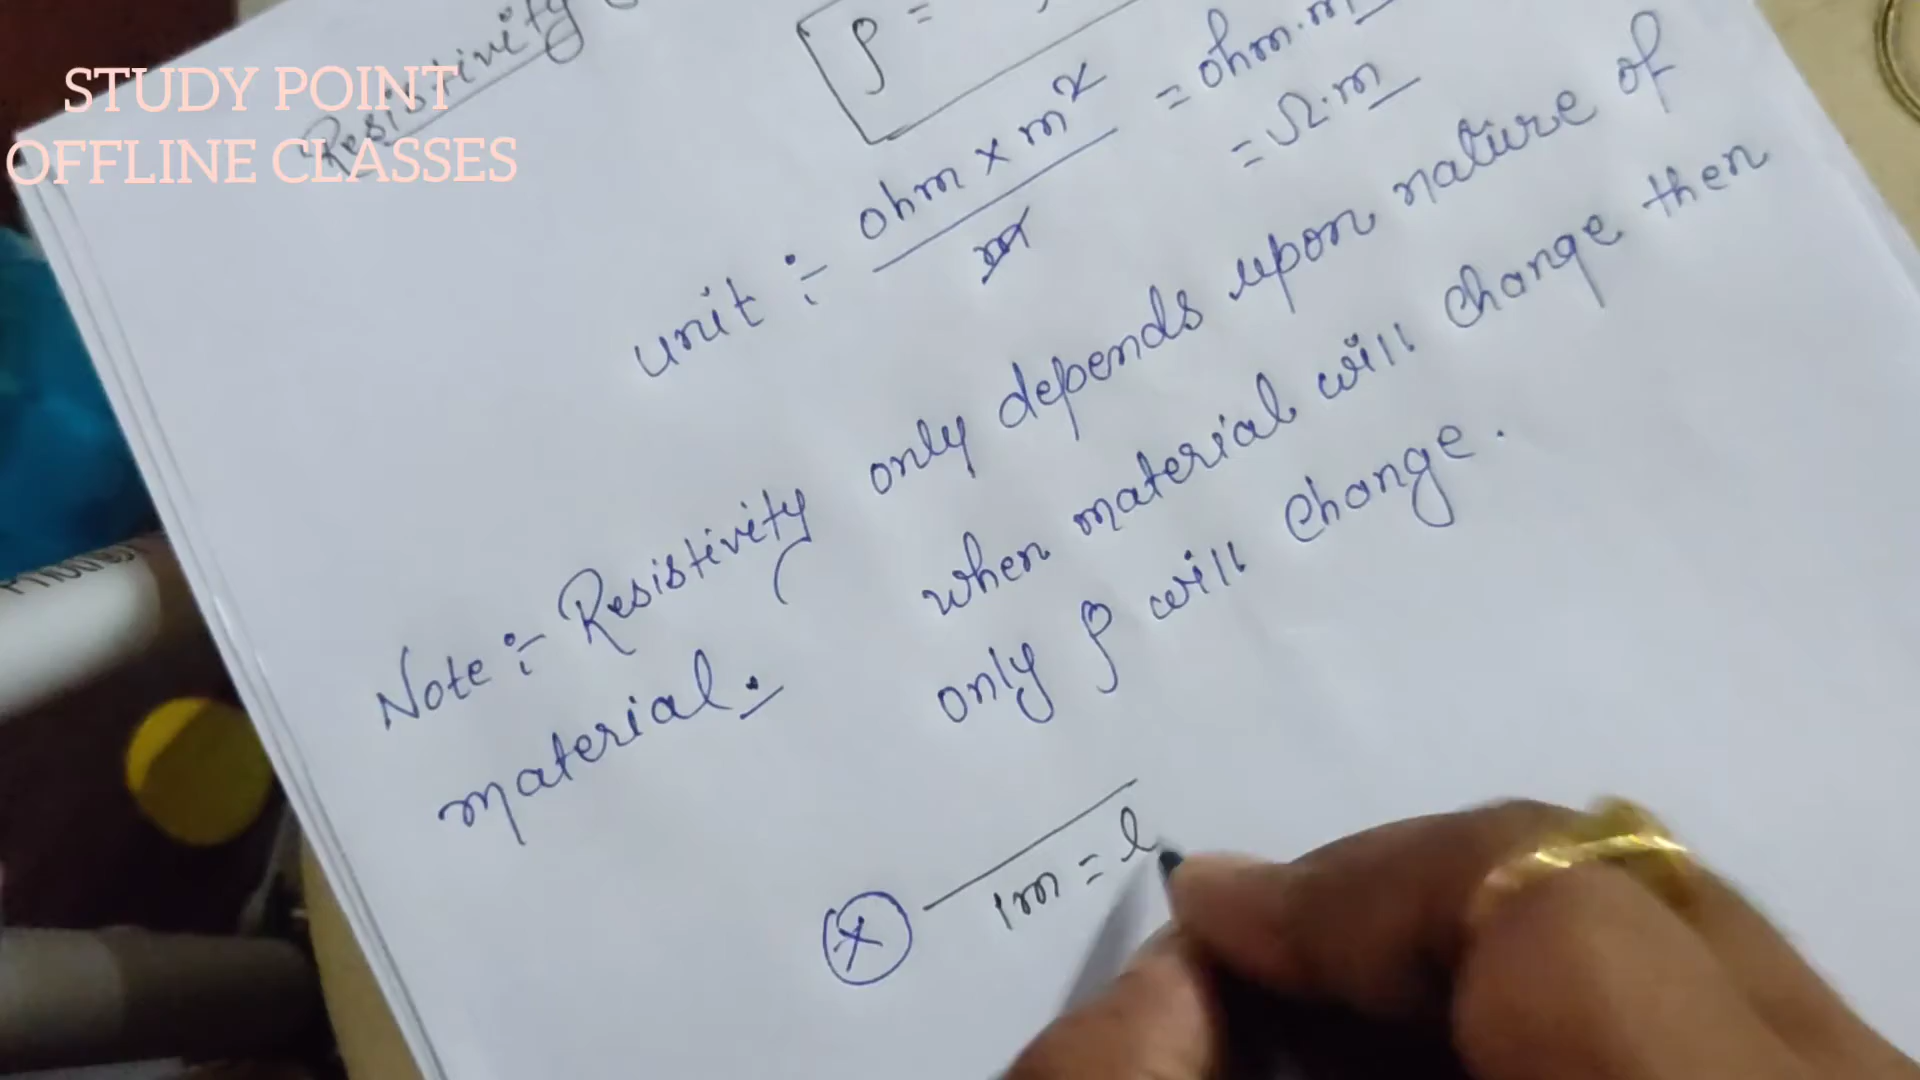 STUDY POINT
OFFLINE CLASSES
Resistivity
ρ =
unit :- ohm × m² / m = ohm.m
= Ω.m
Note :- Resistivity only depends upon nature of
material. when material will change then
only ρ will change.
x
1m = l